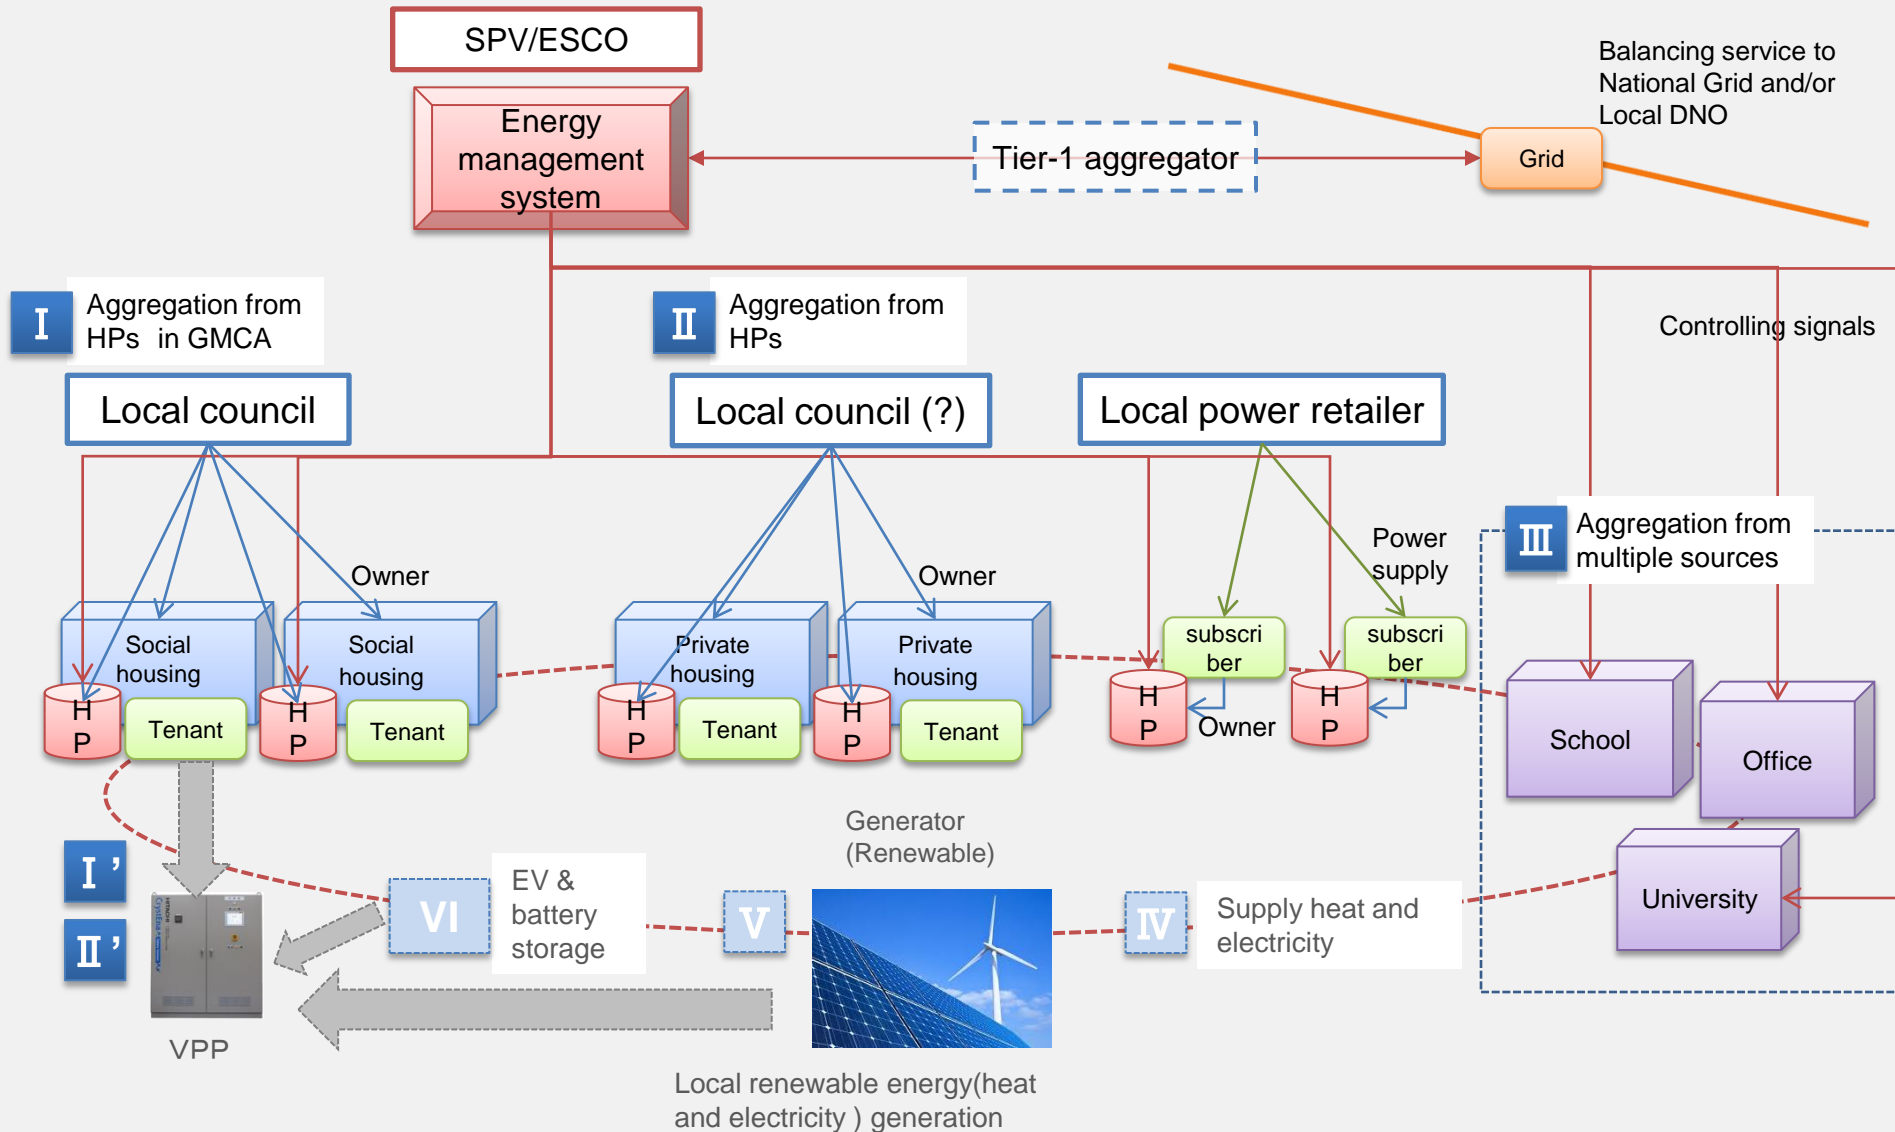 SPV/ESCO
Energy
management
system
Tier-1 aggregator
Grid
Balancing service to
National Grid and/or
Local DNO
Ⅰ
Aggregation from
HPs in GMCA
Ⅱ
Aggregation from
HPs
Controlling signals
Local council
Local council (?)
Local power retailer
Ⅲ
Aggregation from
multiple sources
Owner
Owner
Power
supply
Social
housing
Social
housing
Private
housing
Private
housing
subscri
ber
subscri
ber
H
P
Tenant
H
P
Tenant
H
P
Tenant
H
P
Tenant
H
P
Owner
H
P
School
Office
University
Generator
(Renewable)
Ⅰ’
Ⅱ’
Ⅵ
EV &
battery
storage
Ⅴ
Ⅳ
Supply heat and
electricity
HITACHI
CrystEna
VPP
Local renewable energy(heat
and electricity ) generation